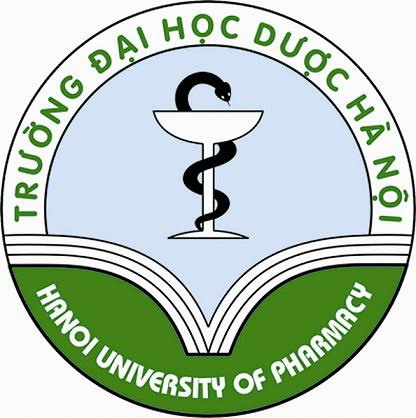 TRƯỜNG ĐẠI HỌC DƯỢC HÀ NỘI
HANOI UNIVERSITY OF PHARMACY